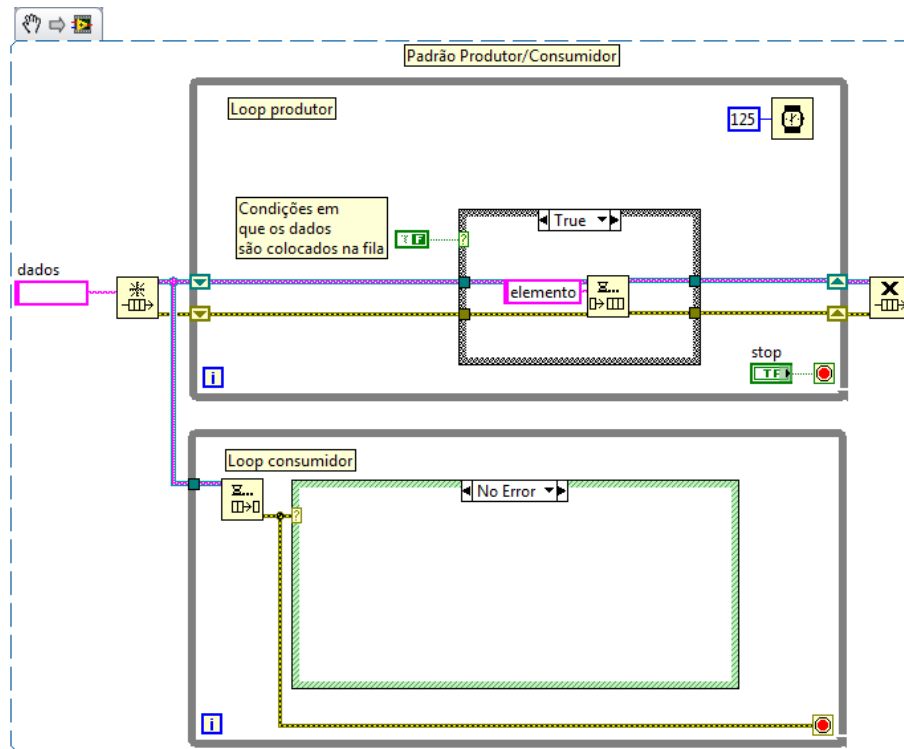 Padrão Produtor/Consumidor
Loop produtor
125
Condições em
que os dados
são colocados na fila
True
F
?
dados
elemento
stop
TF
i
Loop consumidor
No Error
?
i